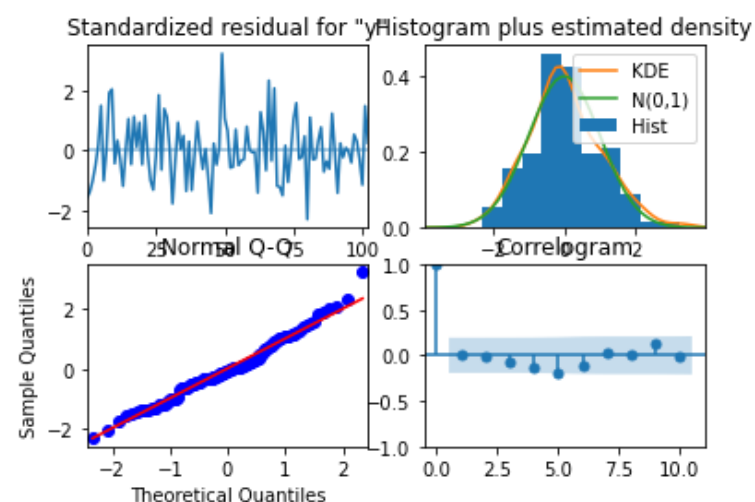 Standardized residual for "y"
Histogram plus estimated density
2
0
−2
0 25 50 75 100
0.4
0.2
0.0
−2 0 2
KDE
N(0,1)
Hist
Normal Q-Q
Sample Quantiles
2
0
−2
−2 −1 0 1 2
Theoretical Quantiles
Correlogram
1.0
0.5
0.0
−0.5
−1.0
0.0 2.5 5.0 7.5 10.0